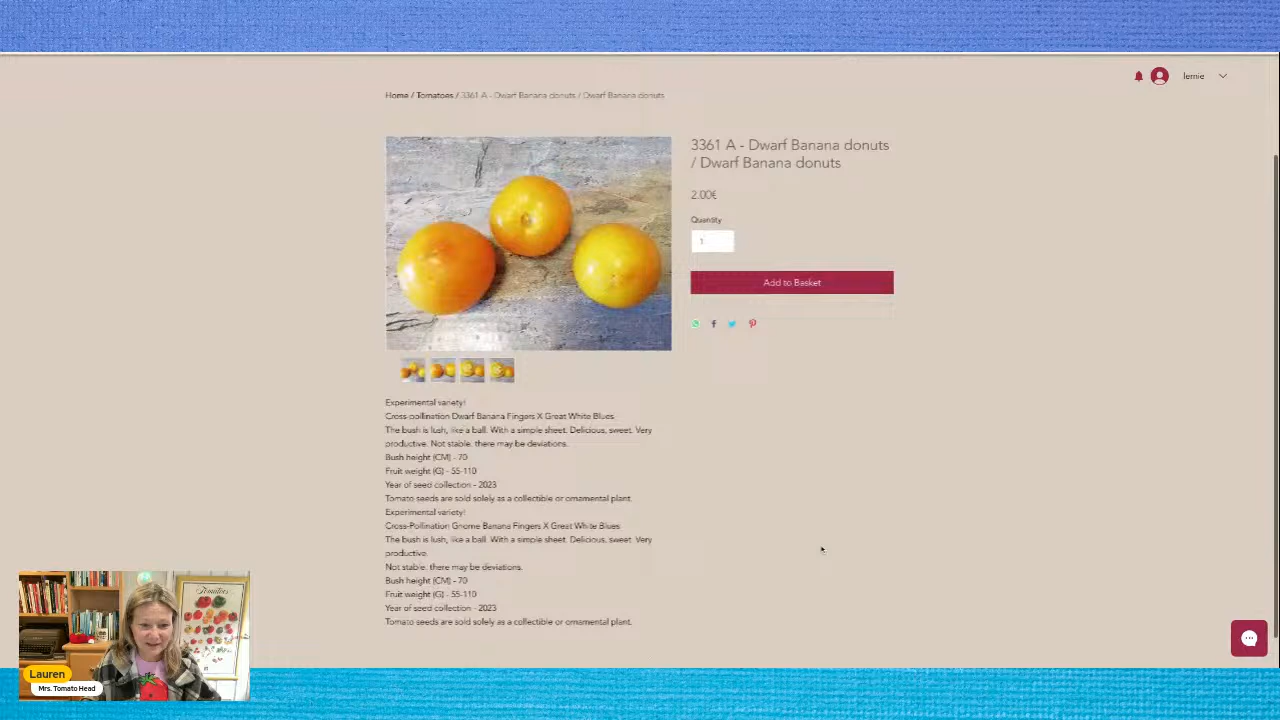 lemie
Home / Tomatoes / 3361 A - Dwarf Banana donuts / Dwarf Banana donuts
3361 A - Dwarf Banana donuts
/ Dwarf Banana donuts
2.00€
Quantity
1
Add to Basket
Experimental variety!
Cross-pollination Dwarf Banana Fingers X Great White Blues
The bush is lush, like a ball. With a simple sheet. Delicious, sweet. Very
productive. Not stable. there may be deviations.
Bush height (CM) - 70
Fruit weight (G) - 55-110
Year of seed collection - 2023
Tomato seeds are sold solely as a collectible or ornamental plant.
Experimental variety!
Cross-Pollination Gnome Banana Fingers X Great White Blues
The bush is lush, like a ball. With a simple sheet. Delicious, sweet. Very
productive.
Not stable. there may be deviations.
Bush height (CM) - 70
Fruit weight (G) - 55-110
Year of seed collection - 2023
Tomato seeds are sold solely as a collectible or ornamental plant.
Tomatoes
Lauren
Mrs. Tomato Head